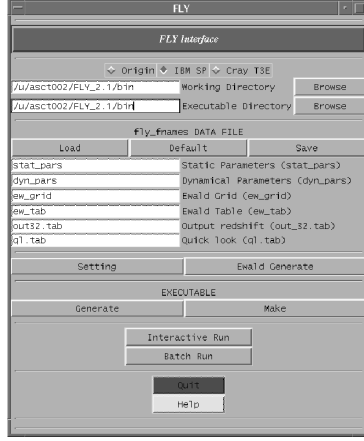 FLY
FLY Interface
Origin IBM SP Cray T3E
/u/asct002/FLY_2.1/bin Working Directory Browse
/u/asct002/FLY_2.1/bin Executable Directory Browse
fly_fnames DATA FILE
Load Default Save
stat_pars Static Parameters (stat_pars)
dyn_pars Dynamical Parameters (dyn_pars)
ew_grid Ewald Grid (ew_grid)
ew_tab Ewald Table (ew_tab)
out32.tab Output redshift (out_32.tab)
ql.tab Quick look (ql.tab)
Setting Ewald Generate
EXECUTABLE
Generate Make
Interactive Run
Batch Run
Quit
Help